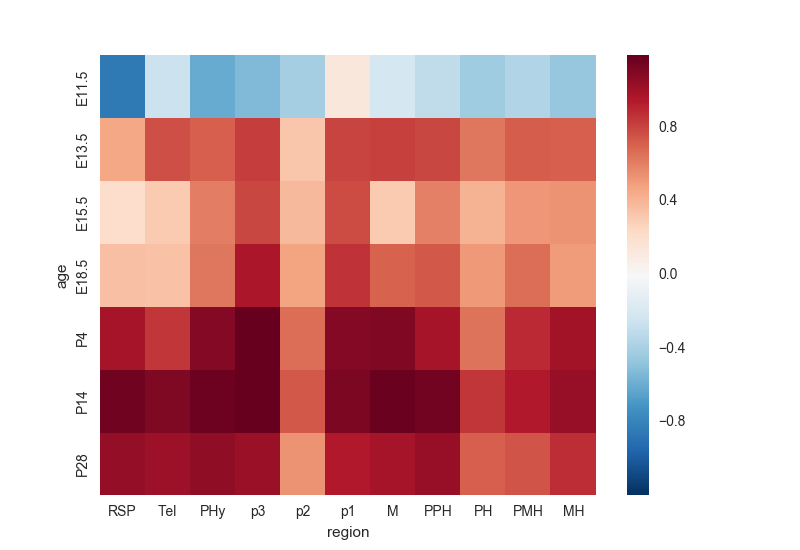 age
E11.5
E13.5
E15.5
E18.5
P4
P14
P28
RSP Tel PHy p3 p2 p1 M PPH PH PMH MH
region
0.8
0.4
0.0
−0.4
−0.8